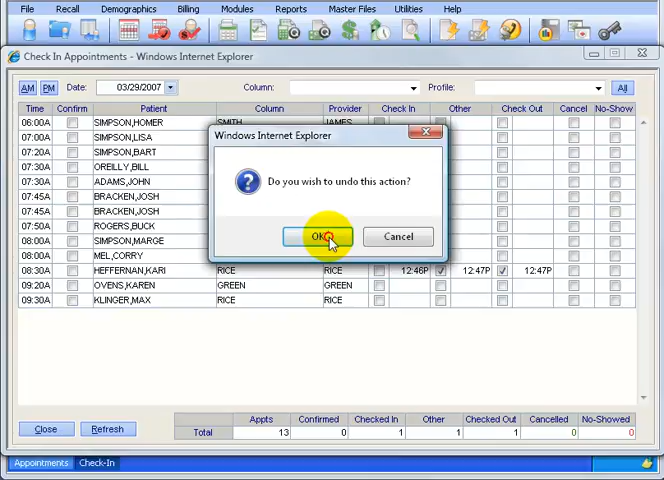 File Recall Demographics Billing Modules Reports Master Files Utilities Help
Check In Appointments - Windows Internet Explorer
AM PM Date: 03/29/2007 Column: Profile: All
Time Confirm Patient Column Provider Check In Other Check Out Cancel No-Show
06:00A SIMPSON,HOMER SMITH JAMES
07:00A SIMPSON,LISA
07:20A SIMPSON,BART
07:30A OREILLY,BILL
07:30A ADAMS,JOHN
07:45A BRACKEN,JOSH
07:45A BRACKEN,JOSH
07:50A ROGERS,BUCK
08:00A SIMPSON,MARGE
08:00A MEL,CORRY
08:30A HEFFERNAN,KARI RICE RICE 12:46P 12:47P 12:47P
09:20A OVENS,KAREN GREEN GREEN
09:30A KLINGER,MAX RICE RICE
Windows Internet Explorer
Do you wish to undo this action?
OK Cancel
Close Refresh
Appts Confirmed Checked In Other Checked Out Cancelled No-Showed
Total 13 0 1 1 1 0 0
Appointments Check-In